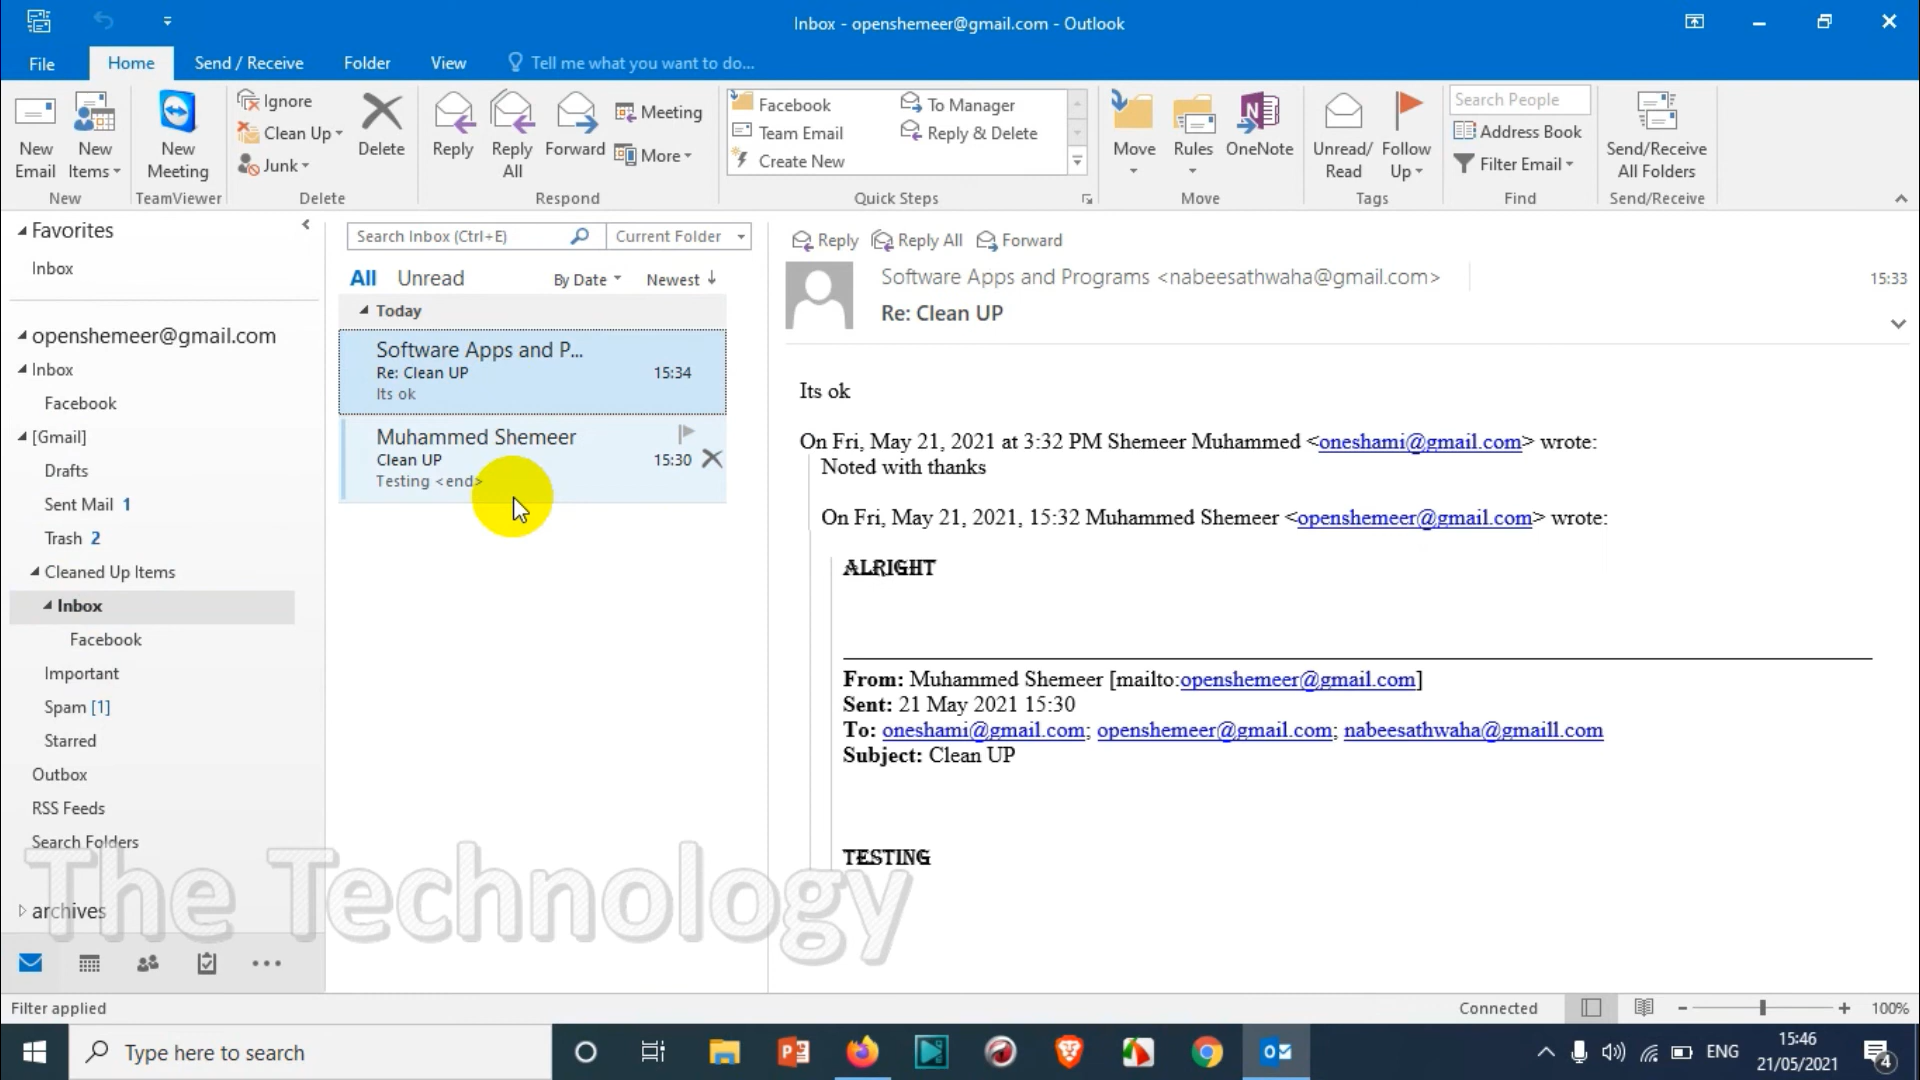 Inbox - openshemeer@gmail.com - Outlook
File
Home
Send / Receive
Folder
View
Tell me what you want to do...
New Email
New Items
New
New Meeting
TeamViewer
Ignore
Clean Up
Junk
Delete
Delete
Reply
Reply All
Forward
Meeting
More
Respond
Facebook
To Manager
Team Email
Reply & Delete
Create New
Quick Steps
Move
Rules
OneNote
Move
Unread/ Read
Follow Up
Tags
Search People
Address Book
Filter Email
Find
Send/Receive All Folders
Send/Receive
Favorites
Inbox
openshemeer@gmail.com
Inbox
Facebook
[Gmail]
Drafts
Sent Mail 1
Trash 2
Cleaned Up Items
Inbox
Facebook
Important
Spam [1]
Starred
Outbox
RSS Feeds
Search Folders
archives
Search Inbox (Ctrl+E)
Current Folder
All
Unread
By Date
Newest
Today
Software Apps and P...
Re: Clean UP
15:34
Its ok
Muhammed Shemeer
Clean UP
15:30
Testing <end>
Reply
Reply All
Forward
Software Apps and Programs <nabeesathwaha@gmail.com>
15:33
Re: Clean UP
Its ok
On Fri, May 21, 2021 at 3:32 PM Shemeer Muhammed <oneshami@gmail.com> wrote:
Noted with thanks
On Fri, May 21, 2021, 15:32 Muhammed Shemeer <openshemeer@gmail.com> wrote:
ALRIGHT
From: Muhammed Shemeer [mailto:openshemeer@gmail.com]
Sent: 21 May 2021 15:30
To: oneshami@gmail.com; openshemeer@gmail.com; nabeesathwaha@gmaill.com
Subject: Clean UP
TESTING
The Technology
Filter applied
Connected
100%
Type here to search
ENG
15:46
21/05/2021
4